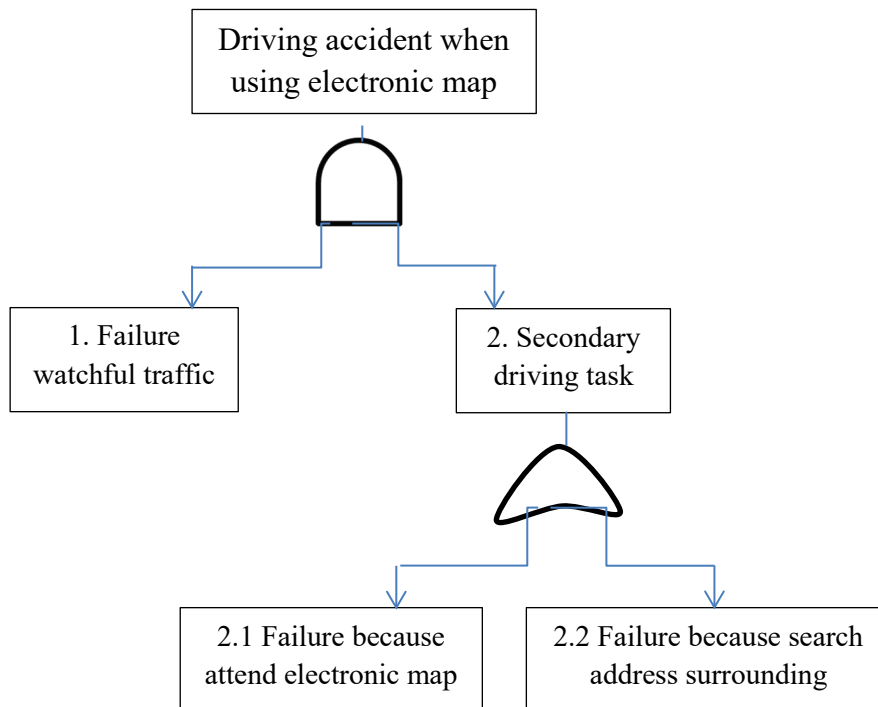 Driving accident when
using electronic map
1. Failure
watchful traffic
2. Secondary
driving task
2.1 Failure because
attend electronic map
2.2 Failure because search
address surrounding